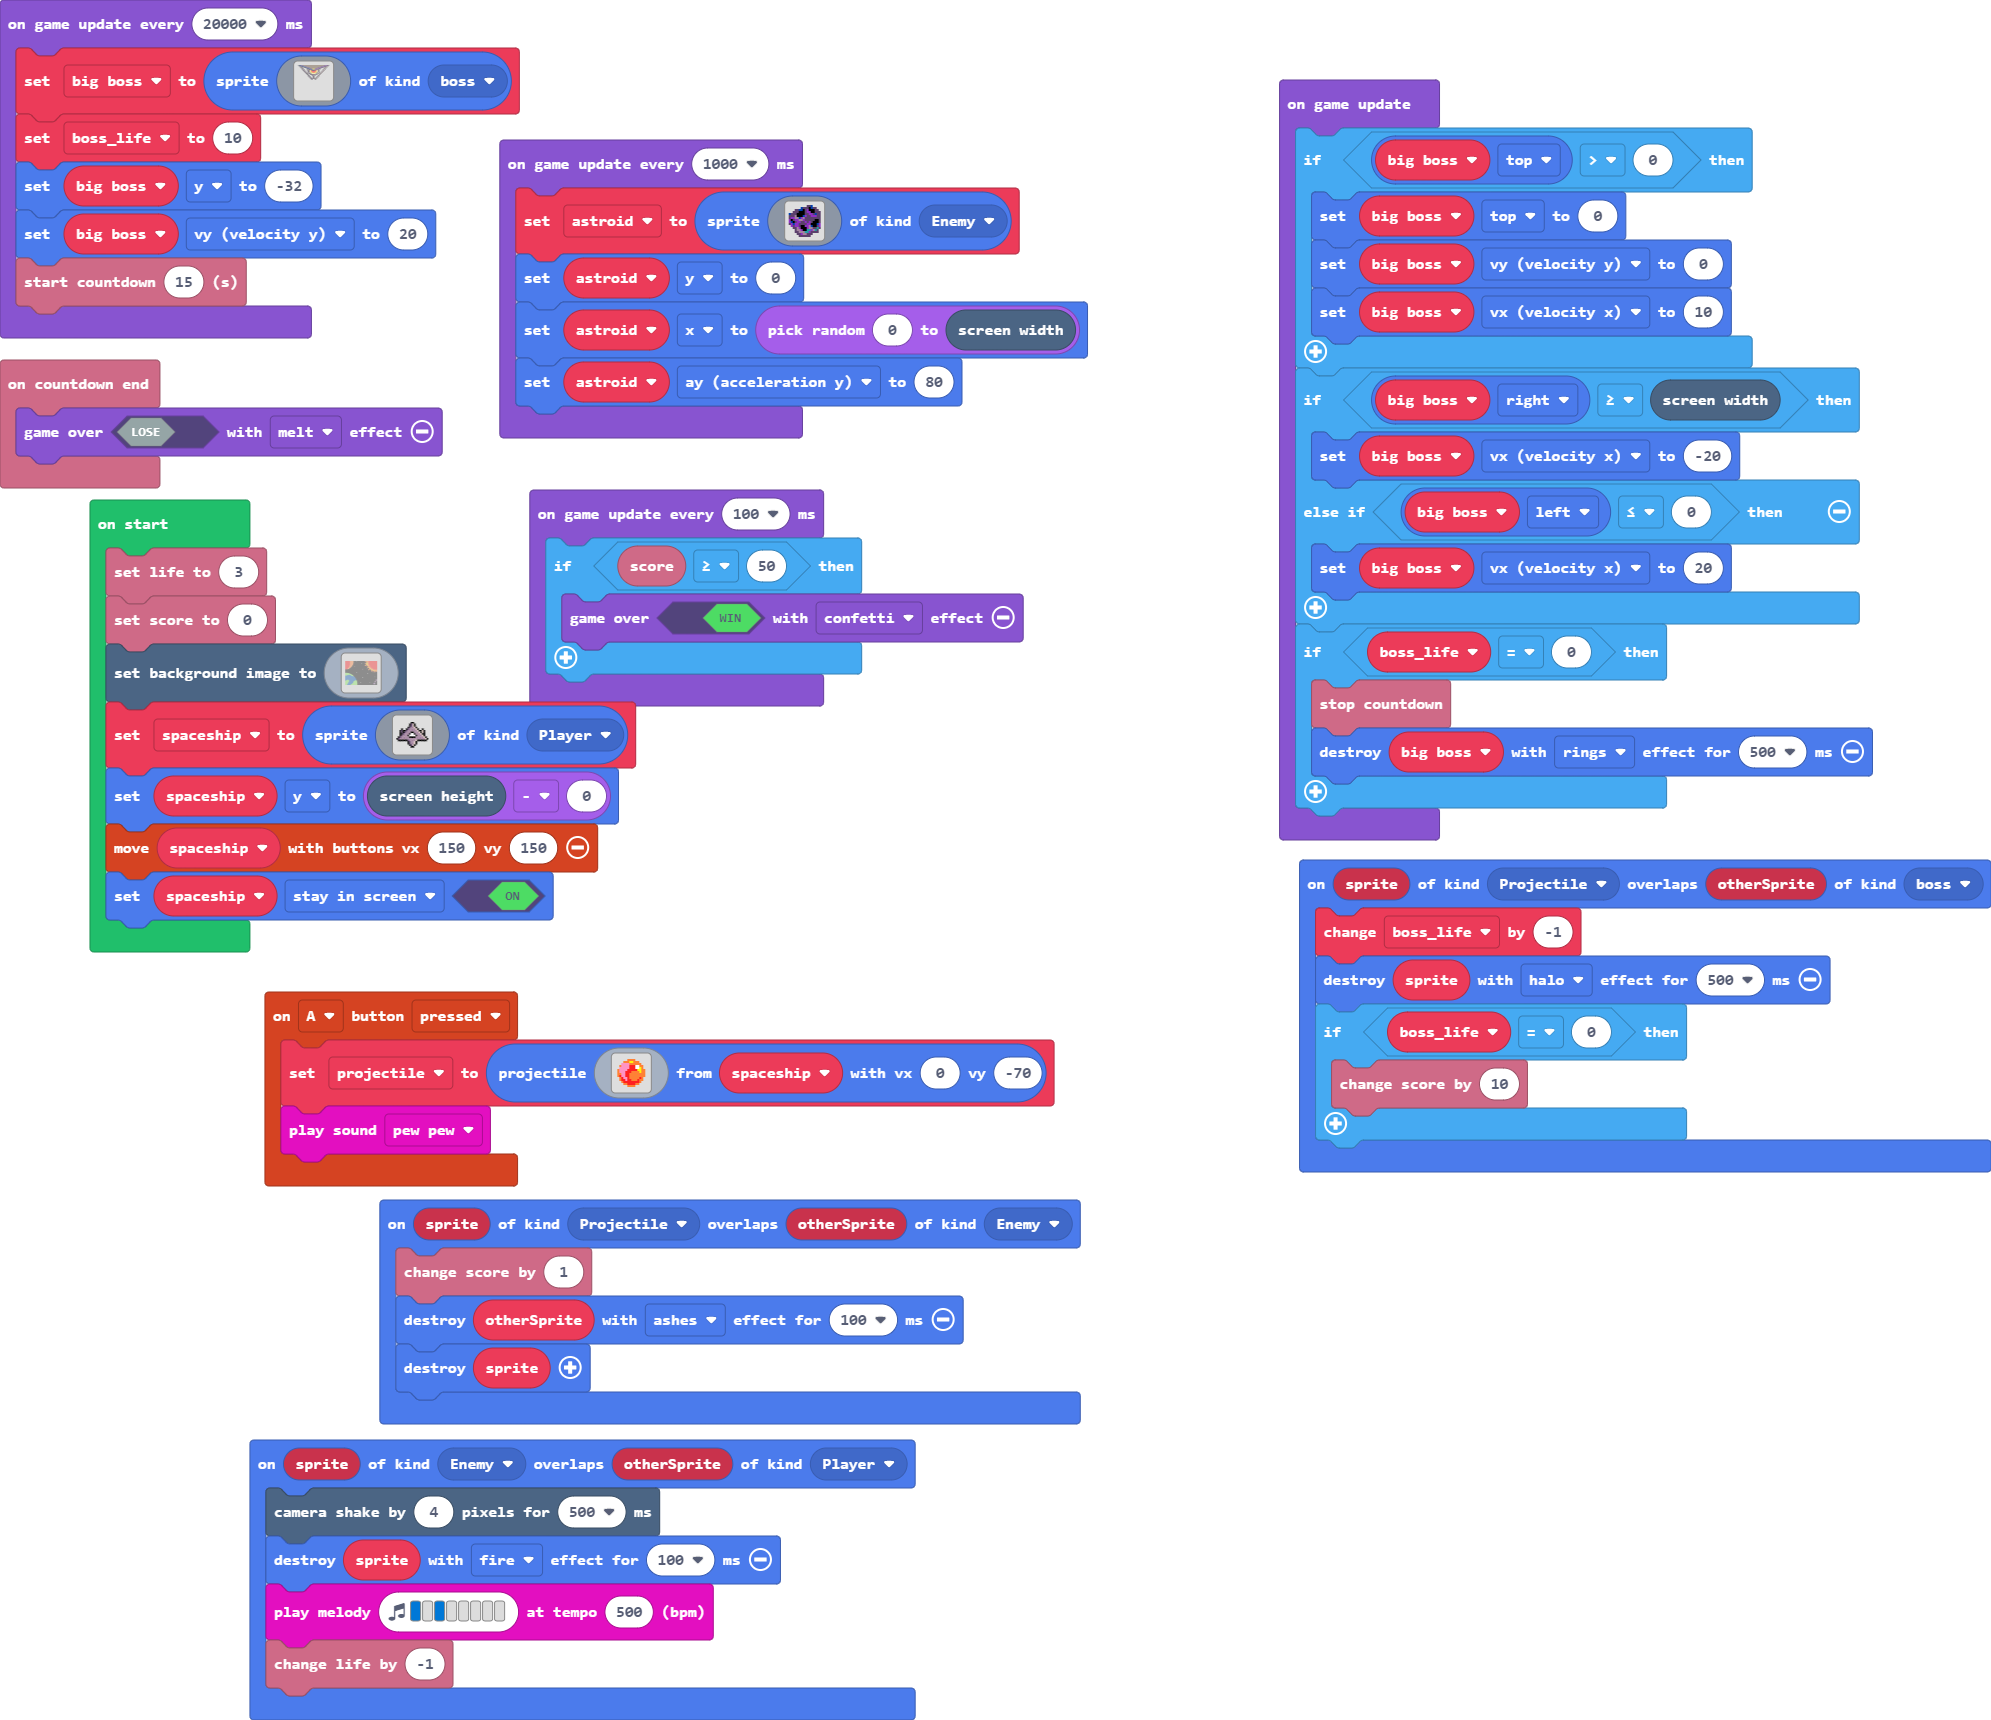 on game update every 20000 ms
set big boss to sprite of kind boss
set boss_life to 10
set big boss y to -32
set big boss vy (velocity y) to 20
start countdown 15 (s)
on countdown end
game over LOSE with melt effect
on game update every 1000 ms
set astroid to sprite of kind Enemy
set astroid y to 0
set astroid x to pick random 0 to screen width
set astroid ay (acceleration y) to 80
on start
set life to 3
set score to 0
set background image to
set spaceship to sprite of kind Player
set spaceship y to screen height - 0
move spaceship with buttons vx 150 vy 150
set spaceship stay in screen ON
on game update every 100 ms
if score ≥ 50 then
game over WIN with confetti effect
on A button pressed
set projectile to projectile from spaceship with vx 0 vy -70
play sound pew pew
on sprite of kind Projectile overlaps otherSprite of kind Enemy
change score by 1
destroy otherSprite with ashes effect for 100 ms
destroy sprite
on sprite of kind Enemy overlaps otherSprite of kind Player
camera shake by 4 pixels for 500 ms
destroy sprite with fire effect for 100 ms
play melody at tempo 500 (bpm)
change life by -1
on game update
if big boss top > 0 then
set big boss top to 0
set big boss vy (velocity y) to 0
set big boss vx (velocity x) to 10
if big boss right ≥ screen width then
set big boss vx (velocity x) to -20
else if big boss left ≤ 0 then
set big boss vx (velocity x) to 20
if boss_life = 0 then
stop countdown
destroy big boss with rings effect for 500 ms
on sprite of kind Projectile overlaps otherSprite of kind boss
change boss_life by -1
destroy sprite with halo effect for 500 ms
if boss_life = 0 then
change score by 10